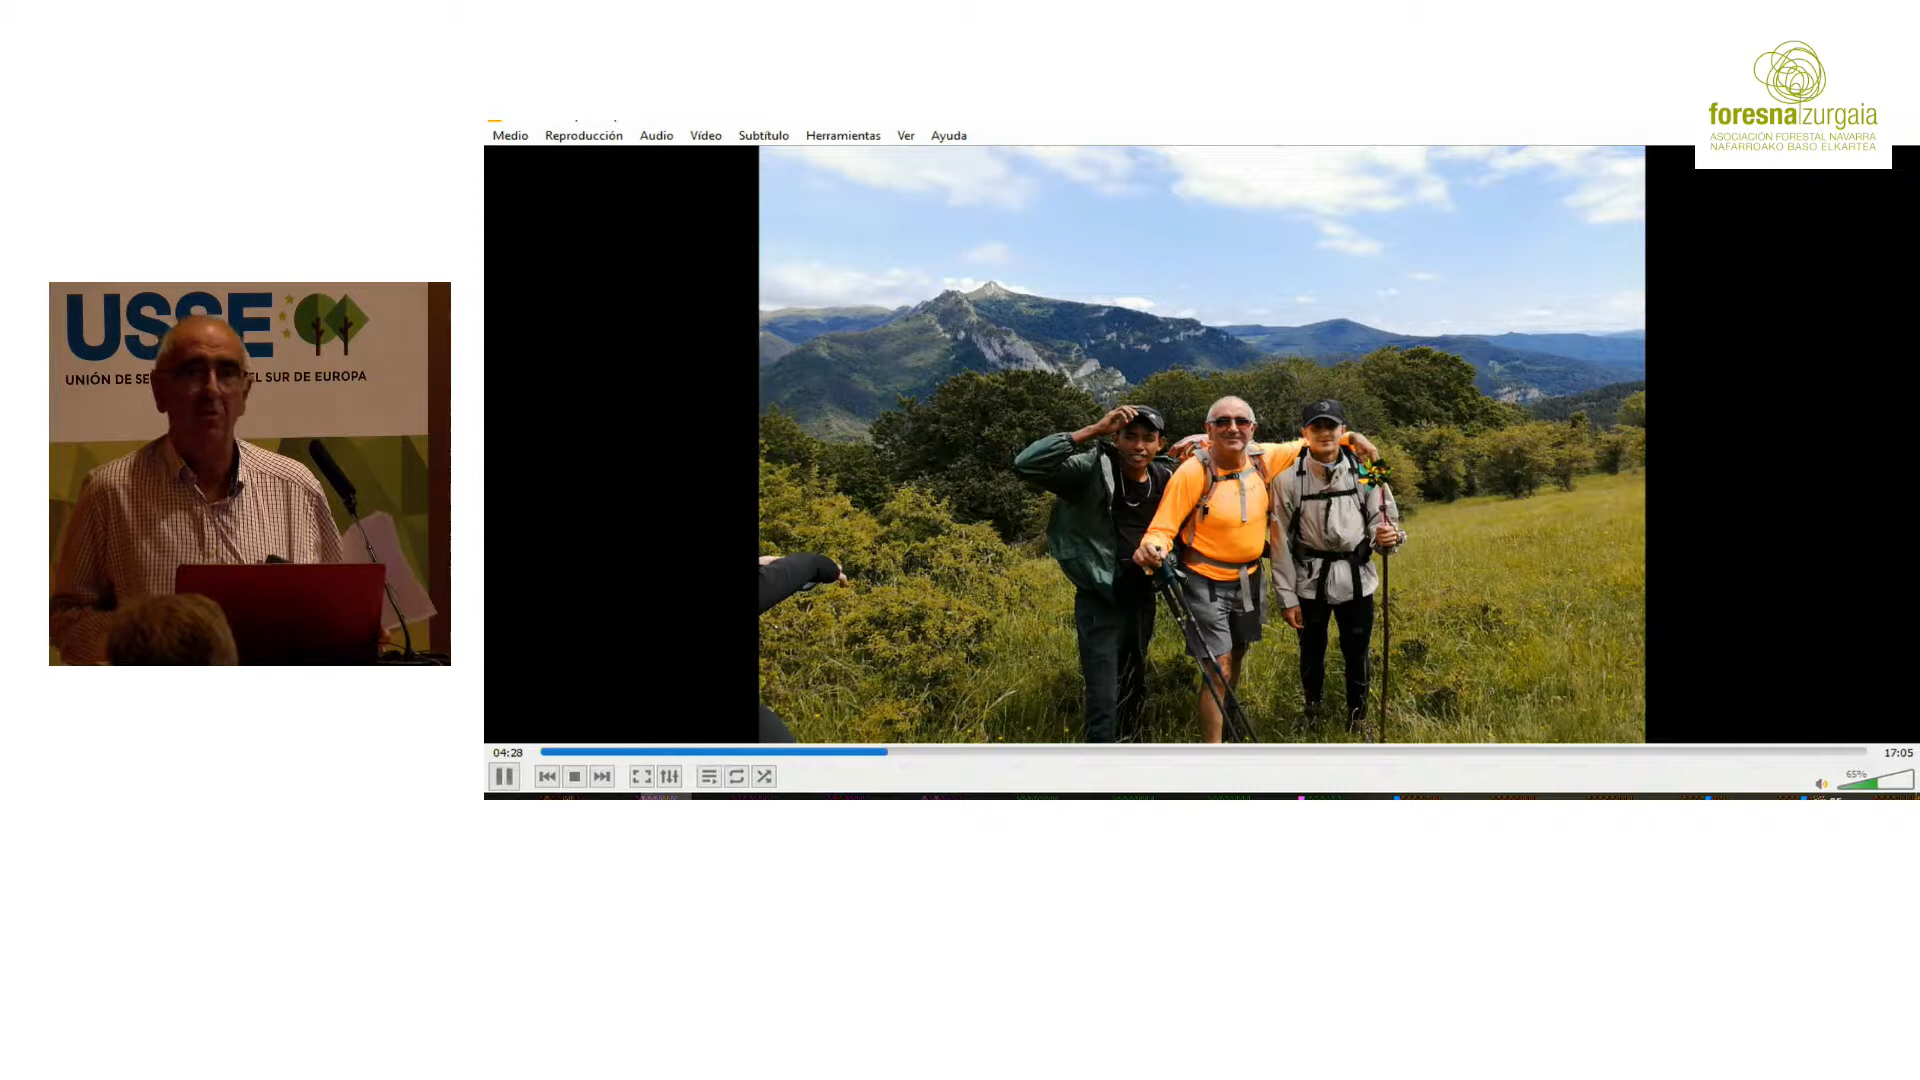 foresna zurgaia
ASOCIACIÓN FORESTAL NAVARRA
NAFARROAKO BASO ELKARTEA
Medio Reproducción Audio Vídeo Subtítulo Herramientas Ver Ayuda
USSE
UNIÓN DE SE EL SUR DE EUROPA
04:28
17:05
65%